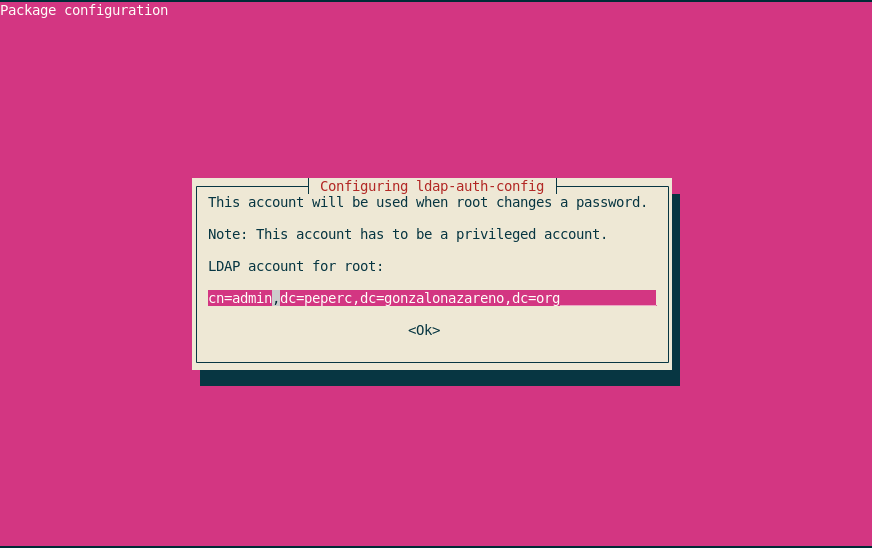 Package configuration
Configuring ldap-auth-config
This account will be used when root changes a password.
Note: This account has to be a privileged account.
LDAP account for root:
cn=admin,dc=peperc,dc=gonzalonazareno,dc=org
<Ok>